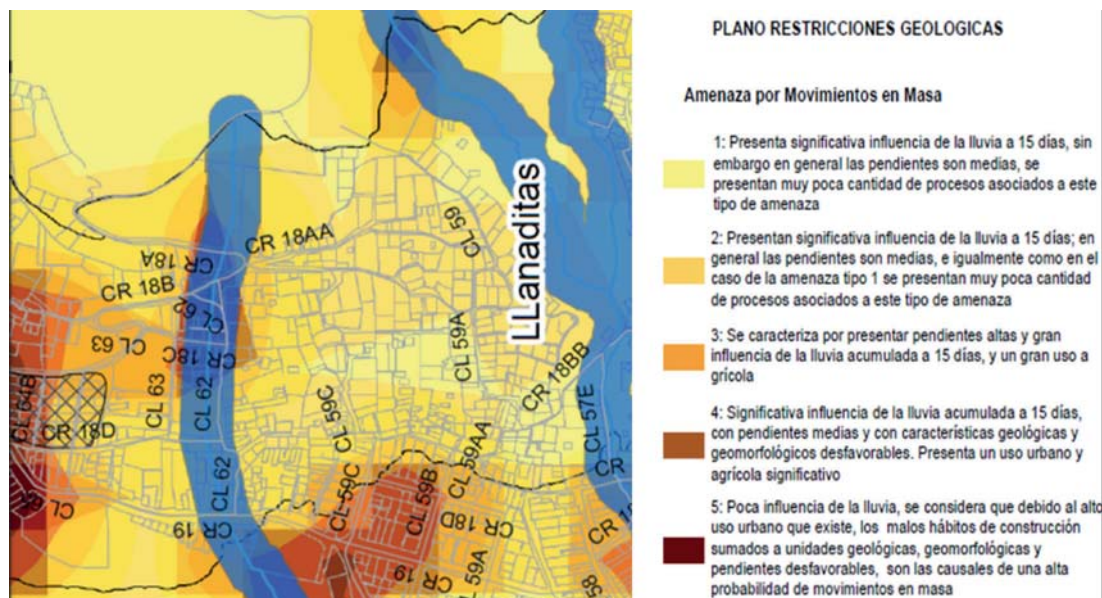 PLANO RESTRICCIONES GEOLOGICAS
Amenaza por Movimientos en Masa
1: Presenta significativa influencia de la lluvia a 15 días, sin
embargo en general las pendientes son medias, se
presentan muy poca cantidad de procesos asociados a este
tipo de amenaza
2: Presentan significativa influencia de la lluvia a 15 días; en
general las pendientes son medias, e igualmente como en el
caso de la amenaza tipo 1 se presentan muy poca cantidad
de procesos asociados a este tipo de amenaza
3: Se caracteriza por presentar pendientes altas y gran
influencia de la lluvia acumulada a 15 días, y un gran uso a
grícola
4: Significativa influencia de la lluvia acumulada a 15 días,
con pendientes medias y con características geológicas y
geomorfológicos desfavorables. Presenta un uso urbano y
agrícola significativo
5: Poca influencia de la lluvia, se considera que debido al alto
uso urbano que existe, los malos hábitos de construcción
sumados a unidades geológicas, geomorfológicas y
pendientes desfavorables, son las causales de una alta
probabilidad de movimientos en masa
LLanaditas
CL 59
CR 18AA
CR 18A
CR 18B
CL 62
CL 63
CR 18C
CL 59A
CR 18BB
CL 64B
CR 18D
CL 63
CL 62
CL 59C
CL 57E
CL 59AA
CL 62
CL 59C
CL 59B
CR
CL
CR 19
CR 18D
CR 19
CL 59A